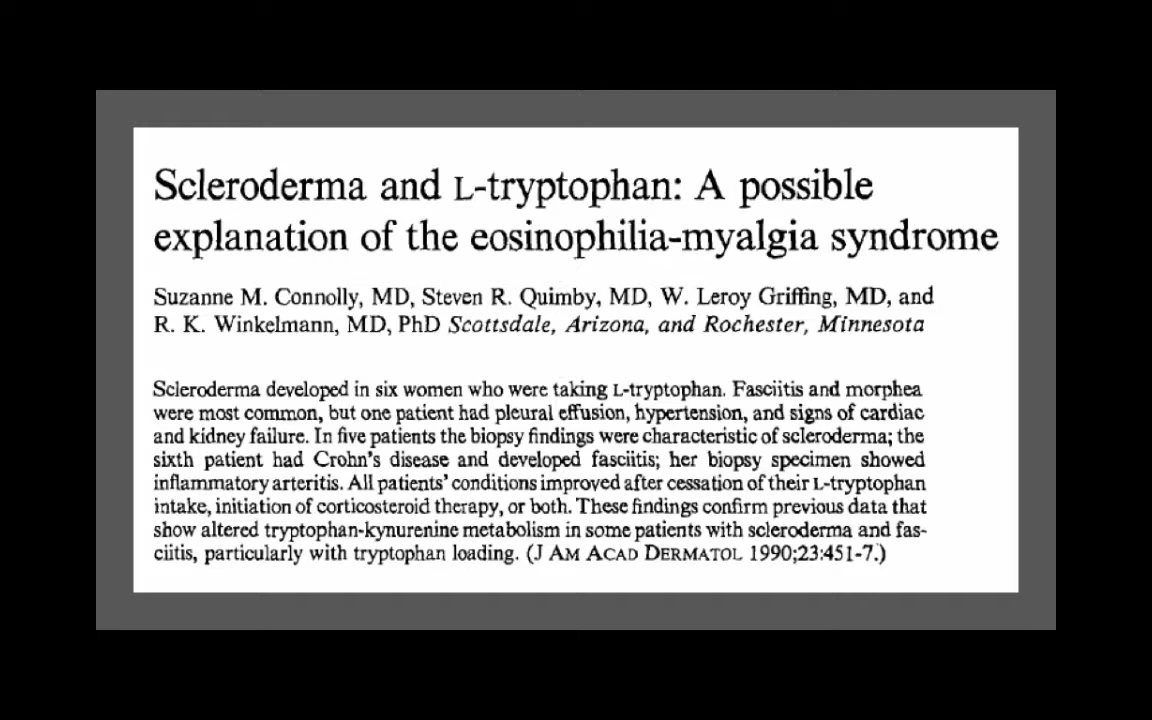 Scleroderma and L-tryptophan: A possible
explanation of the eosinophilia-myalgia syndrome
Suzanne M. Connolly, MD, Steven R. Quimby, MD, W. Leroy Griffing, MD, and
R. K. Winkelmann, MD, PhD Scottsdale, Arizona, and Rochester, Minnesota
Scleroderma developed in six women who were taking L-tryptophan. Fasciitis and morphea
were most common, but one patient had pleural effusion, hypertension, and signs of cardiac
and kidney failure. In five patients the biopsy findings were characteristic of scleroderma; the
sixth patient had Crohn's disease and developed fasciitis; her biopsy specimen showed
inflammatory arteritis. All patients' conditions improved after cessation of their L-tryptophan
intake, initiation of corticosteroid therapy, or both. These findings confirm previous data that
show altered tryptophan-kynurenine metabolism in some patients with scleroderma and fas-
ciitis, particularly with tryptophan loading. (J AM ACAD DERMATOL 1990;23:451-7.)